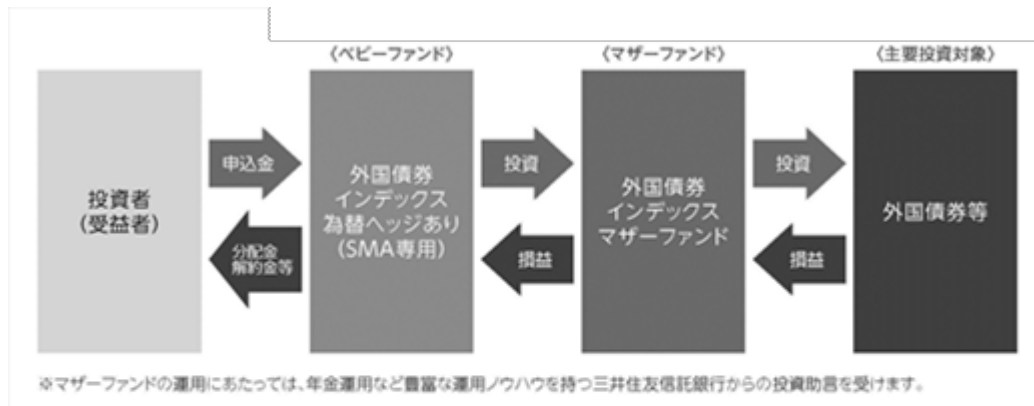 〈ベビーファンド〉
〈マザーファンド〉
〈主要投資対象〉
投資者
(受益者)
申込金
分配金
解約金等
外国債券
インデックス
為替ヘッジあり
(SMA専用)
投資
損益
外国債券
インデックス
マザーファンド
投資
損益
外国債券等
※マザーファンドの運用にあたっては、年金運用など豊富な運用ノウハウを持つ三井住友信託銀行からの投資助言を受けます。